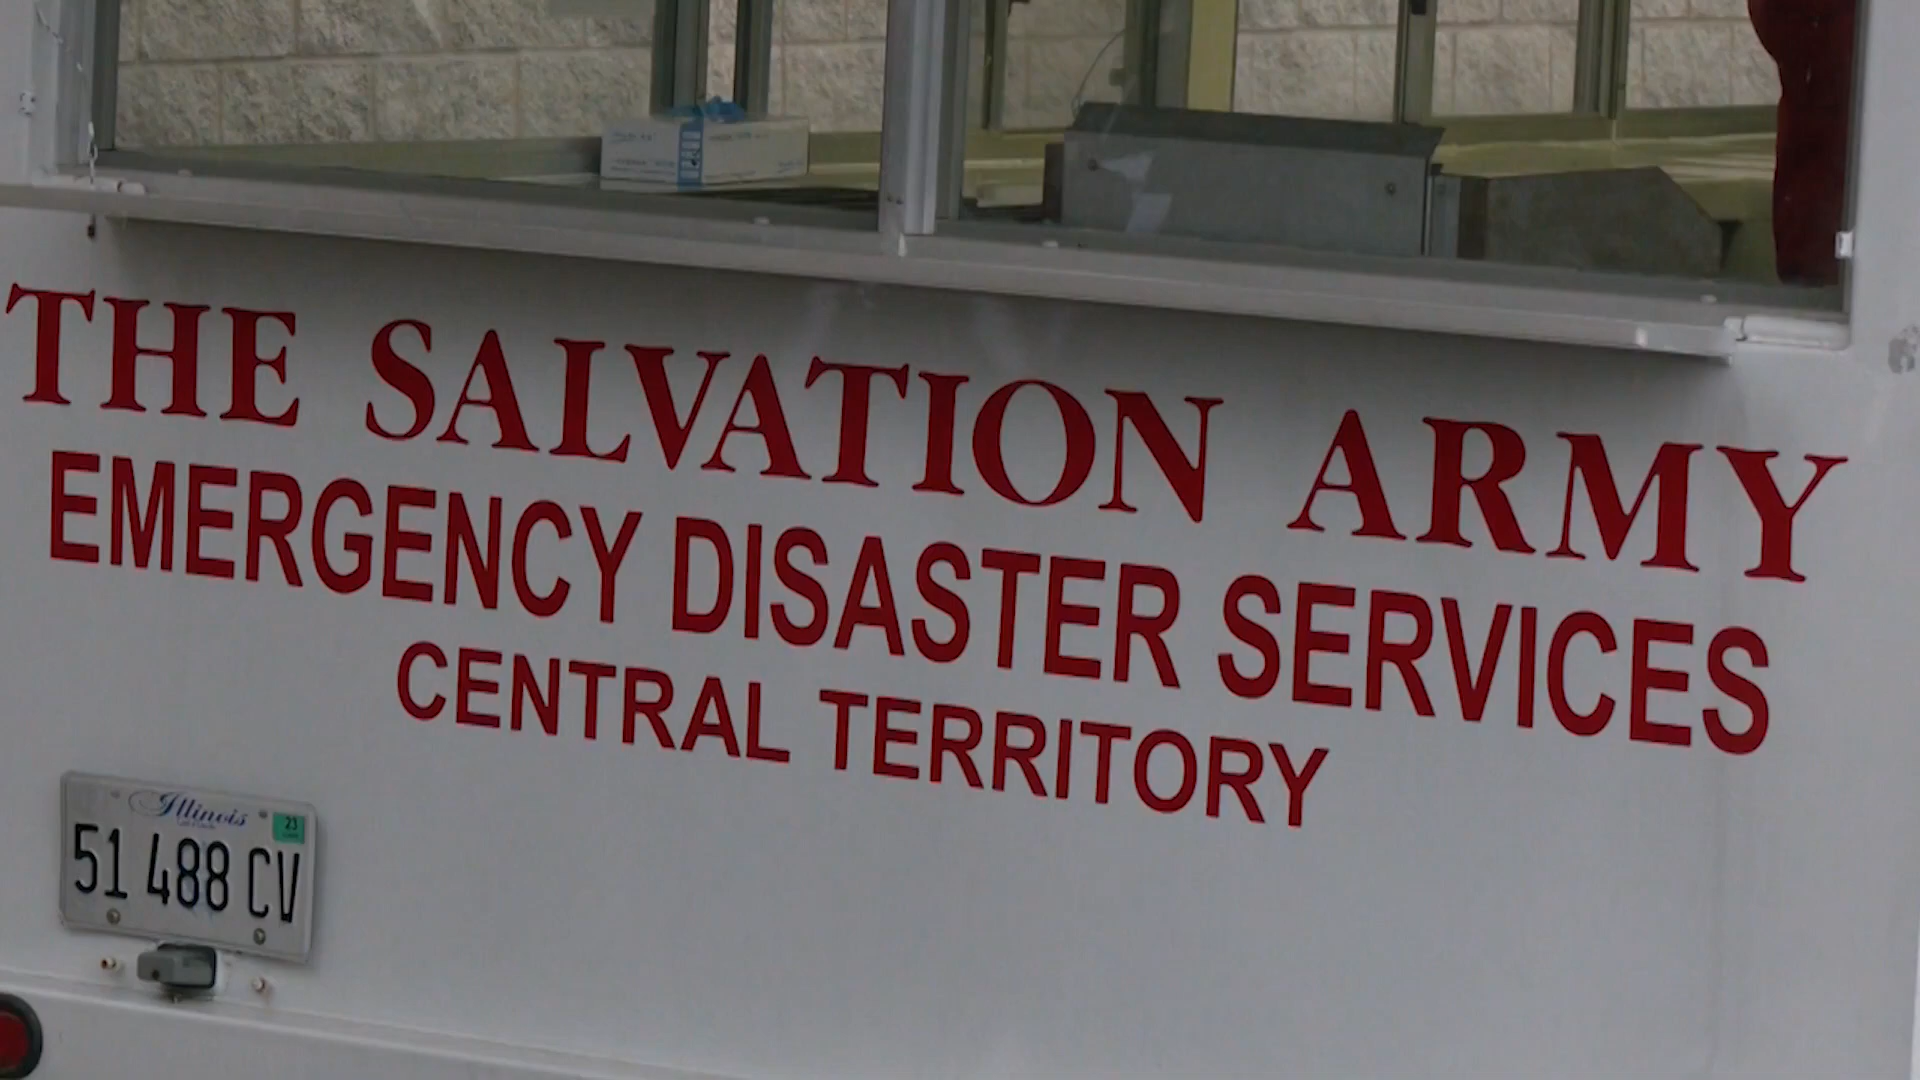 THE SALVATION ARMY
EMERGENCY DISASTER SERVICES
CENTRAL TERRITORY
Illinois
23
51 488 CV